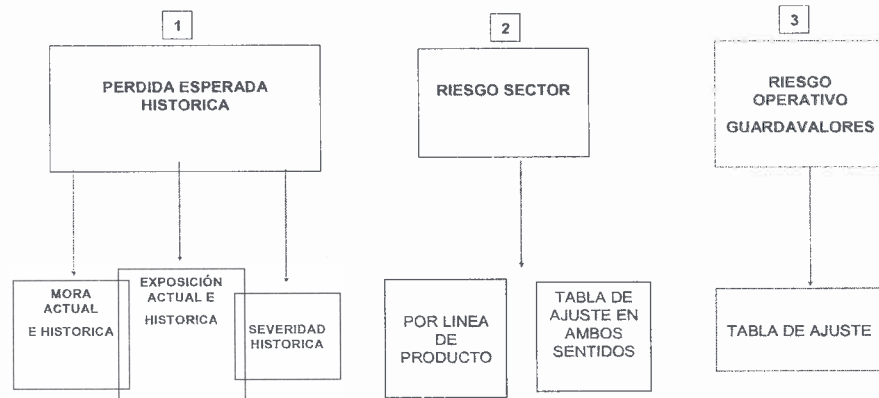 1
PERDIDA ESPERADA
HISTORICA
MORA
ACTUAL
E HISTORICA
EXPOSICIÓN
ACTUAL E
HISTORICA
SEVERIDAD
HISTORICA
2
RIESGO SECTOR
POR LINEA
DE
PRODUCTO
TABLA DE
AJUSTE EN
AMBOS
SENTIDOS
3
RIESGO
OPERATIVO
GUARDAVALORES
TABLA DE AJUSTE